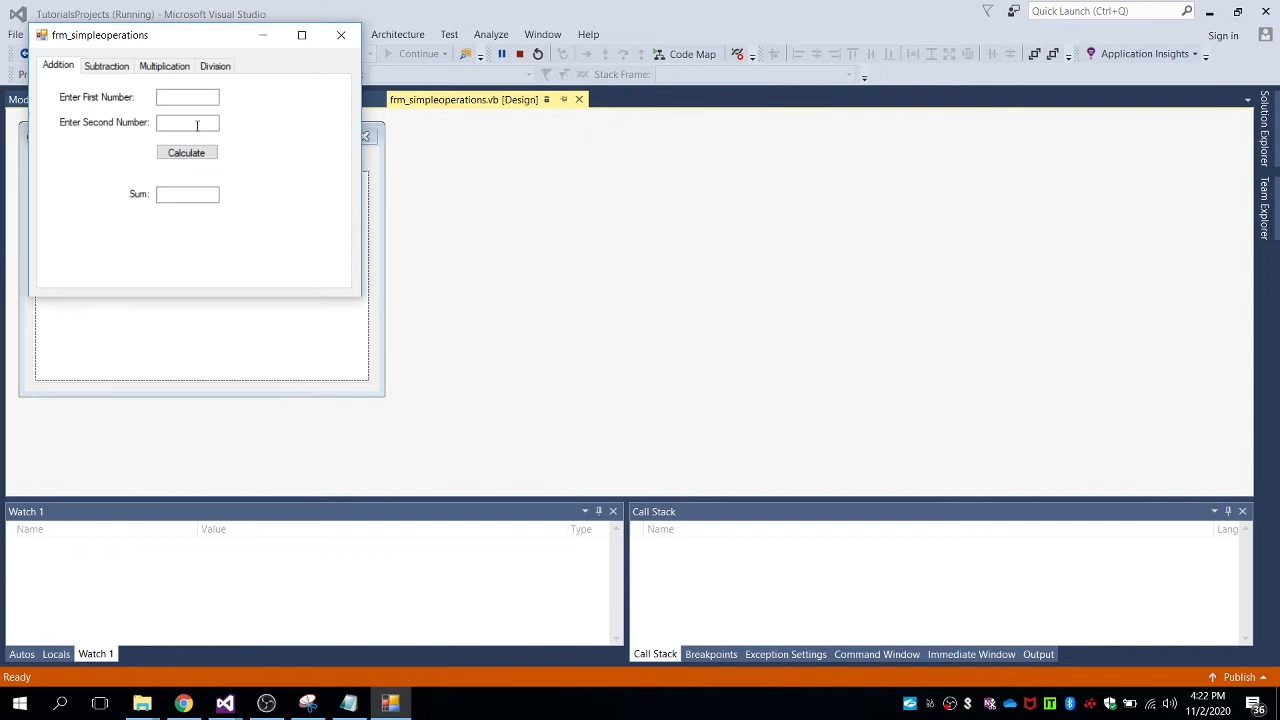 TutorialsProjects (Running) - Microsoft Visual Studio
Quick Launch (Ctrl+Q)
frm_simpleoperations
File
Architecture Test Analyze Window Help
Sign in
Continue
Code Map
Application Insights
Stack Frame:
Addition Subtraction Multiplication Division
frm_simpleoperations.vb [Design]
Enter First Number:
Enter Second Number:
Calculate
Sum:
Solution Explorer
Team Explorer
Watch 1
Name Value Type
Call Stack
Name Lang
Autos Locals Watch 1
Call Stack Breakpoints Exception Settings Command Window Immediate Window Output
Ready
Publish
4:22 PM
11/2/2020
36